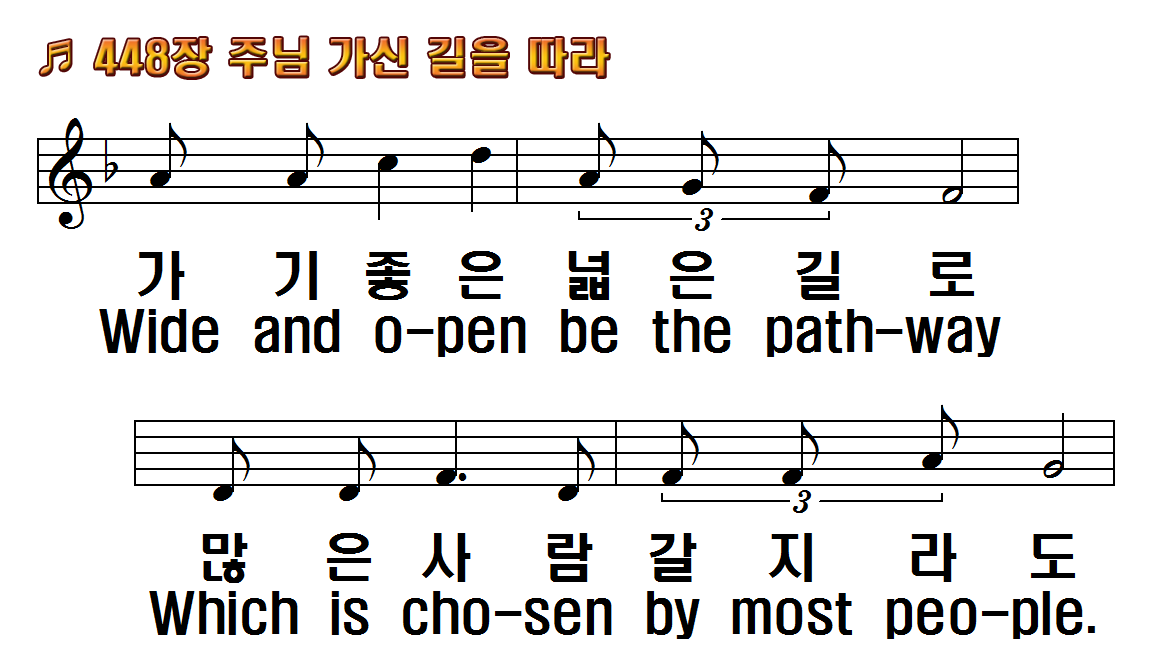 ♬ 448장 주님 가신 길을 따라
3
가 기 좋 은 넓 은 길 로
Wide and o-pen be the path-way
3
많 은 사 람 갈 지 라 도
Which is cho-sen by most peo-ple.